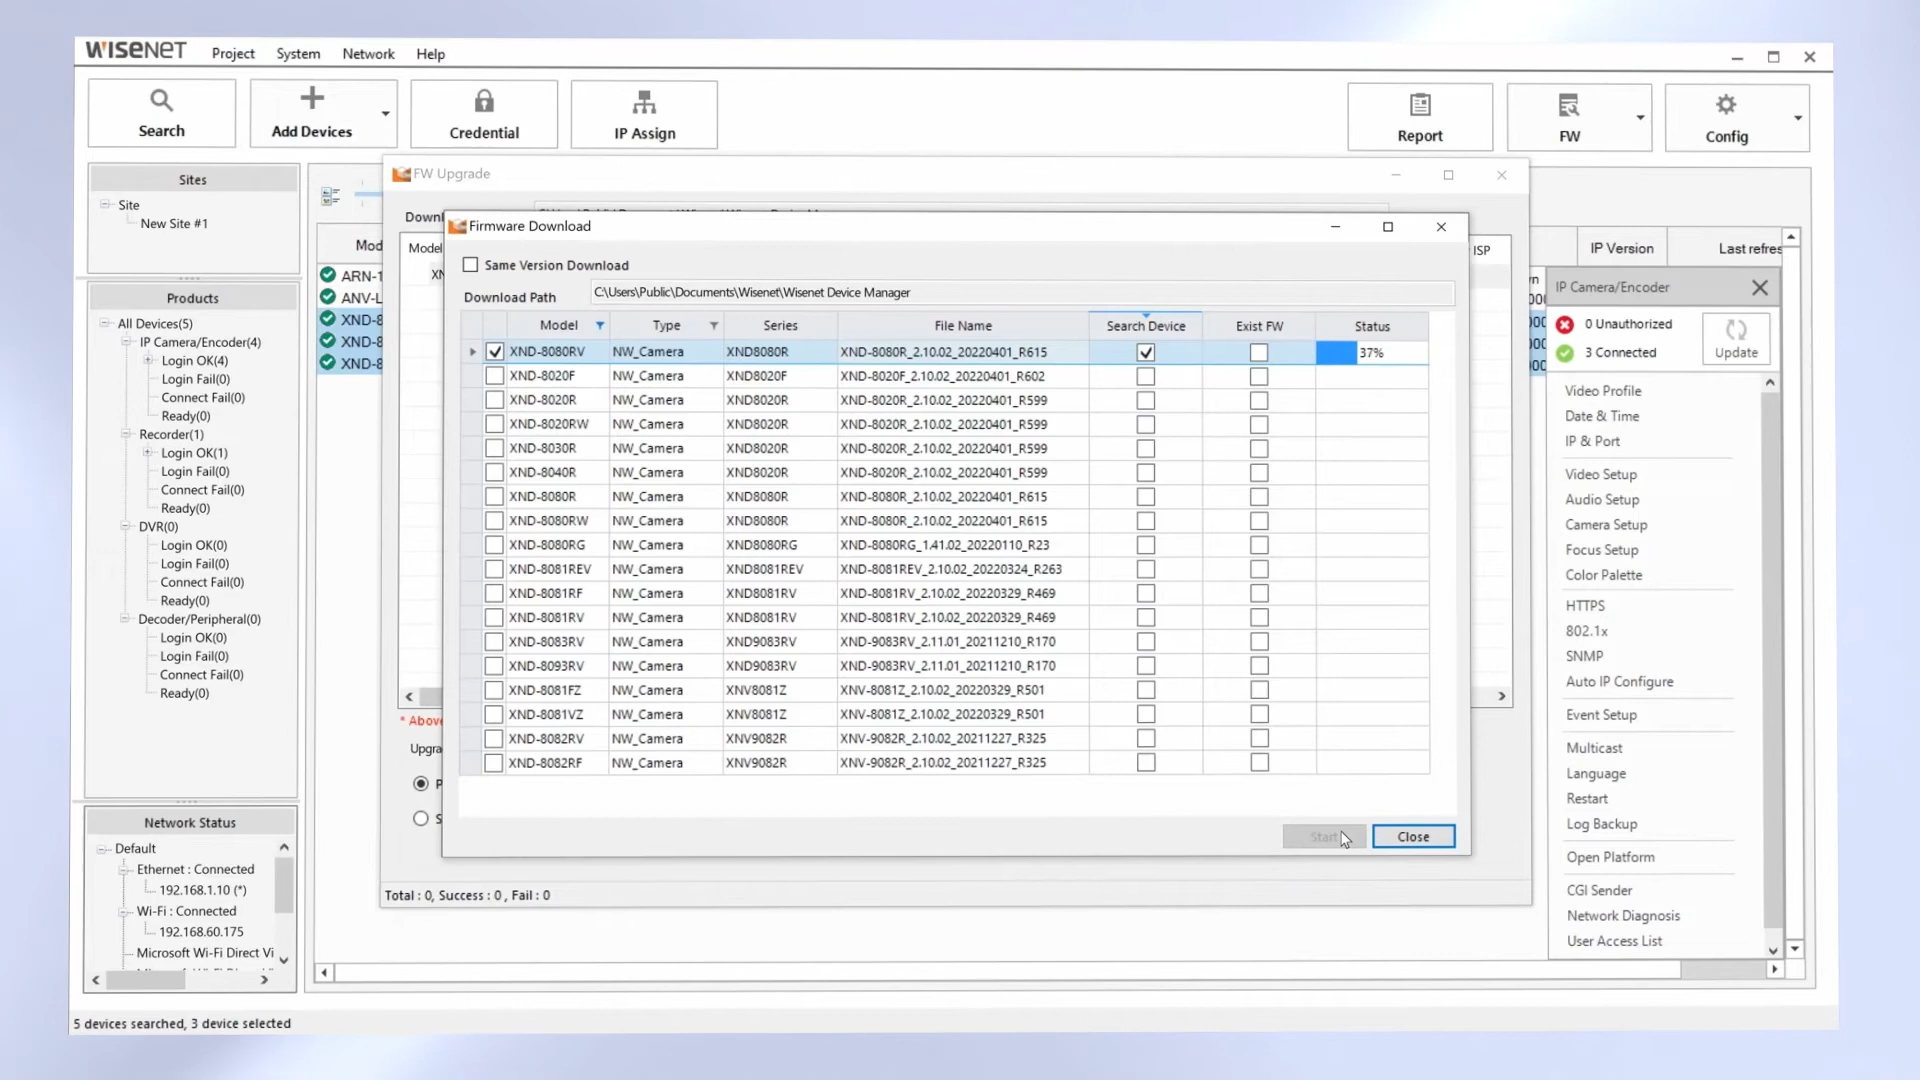 WISENET Project System Network Help
Search
Add Devices
Credential
IP Assign
Report
FW
Config
Sites
Site
New Site #1
Products
All Devices(5)
IP Camera/Encoder(4)
Login OK(4)
Login Fail(0)
Connect Fail(0)
Ready(0)
Recorder(1)
Login OK(1)
Login Fail(0)
Connect Fail(0)
Ready(0)
DVR(0)
Login OK(0)
Login Fail(0)
Connect Fail(0)
Ready(0)
Decoder/Peripheral(0)
Login OK(0)
Login Fail(0)
Connect Fail(0)
Ready(0)
Network Status
Default
Ethernet : Connected
192.168.1.10 (*)
Wi-Fi : Connected
192.168.60.175
Microsoft Wi-Fi Direct Vi
5 devices searched, 3 device selected
Mod
ARN-1
ANV-L
XND-8
XND-8
XND-8
IP Version Last refres
FW Upgrade
Downl
Model
XN
ISP
* Above
Upgra
P
S
Total : 0, Success : 0 , Fail : 0
Firmware Download
Same Version Download
Download Path C:\Users\Public\Documents\Wisenet\Wisenet Device Manager
Model Type Series File Name Search Device Exist FW Status
XND-8080RV NW_Camera XND8080R XND-8080R_2.10.02_20220401_R615 37%
XND-8020F NW_Camera XND8020F XND-8020F_2.10.02_20220401_R602
XND-8020R NW_Camera XND8020R XND-8020R_2.10.02_20220401_R599
XND-8020RW NW_Camera XND8020R XND-8020R_2.10.02_20220401_R599
XND-8030R NW_Camera XND8020R XND-8020R_2.10.02_20220401_R599
XND-8040R NW_Camera XND8020R XND-8020R_2.10.02_20220401_R599
XND-8080R NW_Camera XND8080R XND-8080R_2.10.02_20220401_R615
XND-8080RW NW_Camera XND8080R XND-8080R_2.10.02_20220401_R615
XND-8080RG NW_Camera XND8080RG XND-8080RG_1.41.02_20220110_R23
XND-8081REV NW_Camera XND8081REV XND-8081REV_2.10.02_20220324_R263
XND-8081RF NW_Camera XND8081RV XND-8081RV_2.10.02_20220329_R469
XND-8081RV NW_Camera XND8081RV XND-8081RV_2.10.02_20220329_R469
XND-8083RV NW_Camera XND9083RV XND-9083RV_2.11.01_20211210_R170
XND-8093RV NW_Camera XND9083RV XND-9083RV_2.11.01_20211210_R170
XND-8081FZ NW_Camera XNV8081Z XNV-8081Z_2.10.02_20220329_R501
XND-8081VZ NW_Camera XNV8081Z XNV-8081Z_2.10.02_20220329_R501
XND-8082RV NW_Camera XNV9082R XNV-9082R_2.10.02_20211227_R325
XND-8082RF NW_Camera XNV9082R XNV-9082R_2.10.02_20211227_R325
Start Close
IP Camera/Encoder
0 Unauthorized
3 Connected
Update
Video Profile
Date & Time
IP & Port
Video Setup
Audio Setup
Camera Setup
Focus Setup
Color Palette
HTTPS
802.1x
SNMP
Auto IP Configure
Event Setup
Multicast
Language
Restart
Log Backup
Open Platform
CGI Sender
Network Diagnosis
User Access List